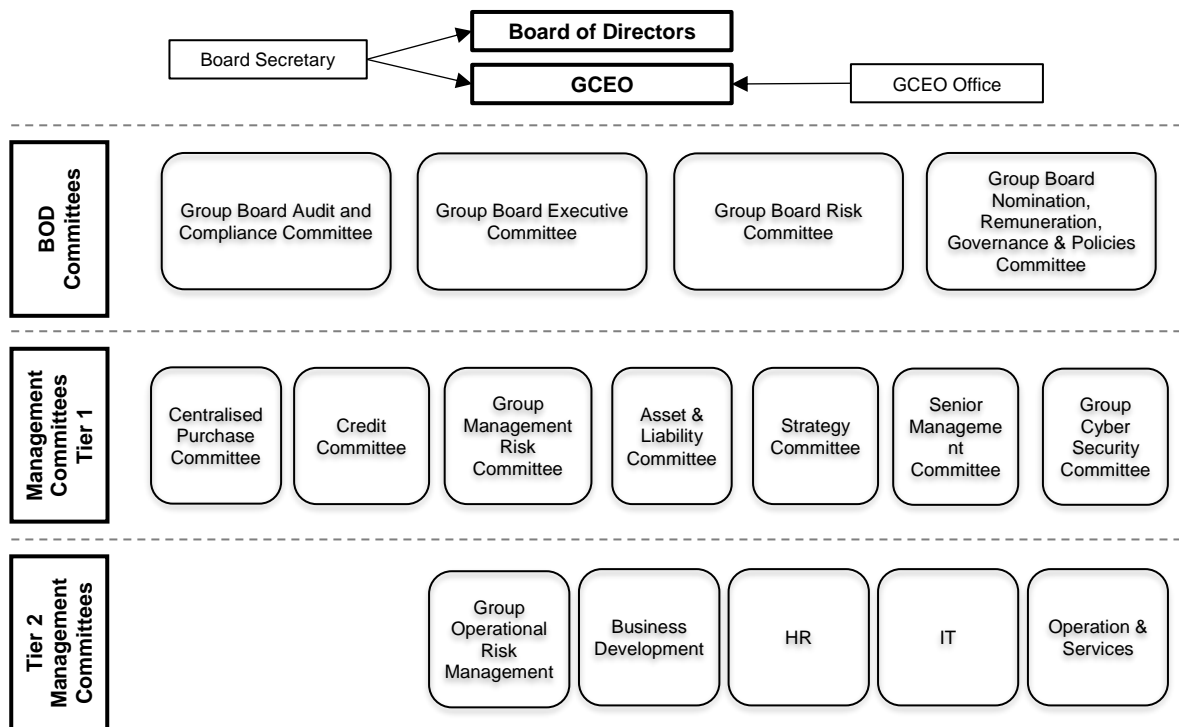 Board of Directors
Board Secretary
GCEO
GCEO Office
BOD
Committees
Group Board Audit and
Compliance Committee
Group Board Executive
Committee
Group Board Risk
Committee
Group Board
Nomination,
Remuneration,
Governance & Policies
Committee
Management
Committees
Tier 1
Centralised
Purchase
Committee
Credit
Committee
Group
Management
Risk
Committee
Asset &
Liability
Committee
Strategy
Committee
Senior
Manageme
nt
Committee
Group
Cyber
Security
Committee
Tier 2
Management
Committees
Group
Operational
Risk
Management
Business
Development
HR
IT
Operation &
Services